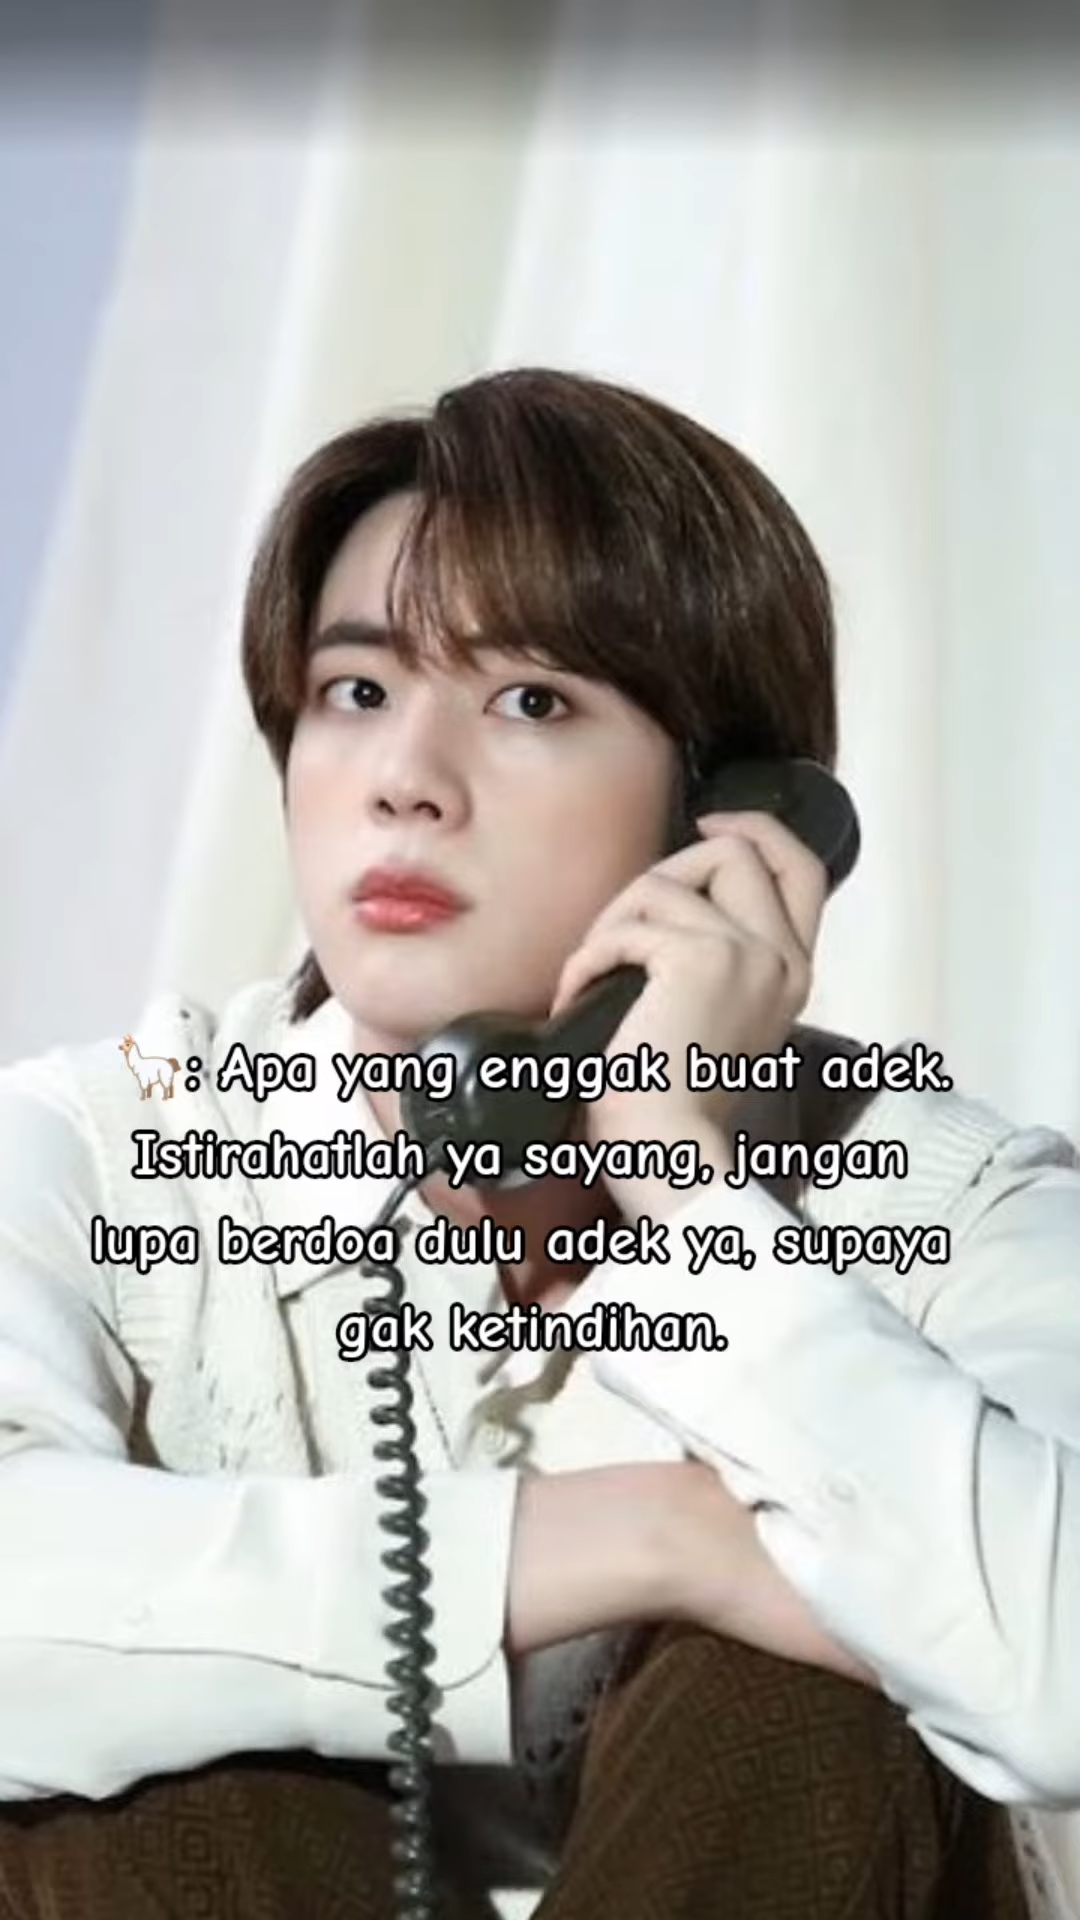 🦙: Apa yang enggak buat adek.
Istirahatlah ya sayang, jangan
lupa berdoa dulu adek ya, supaya
gak ketindihan.